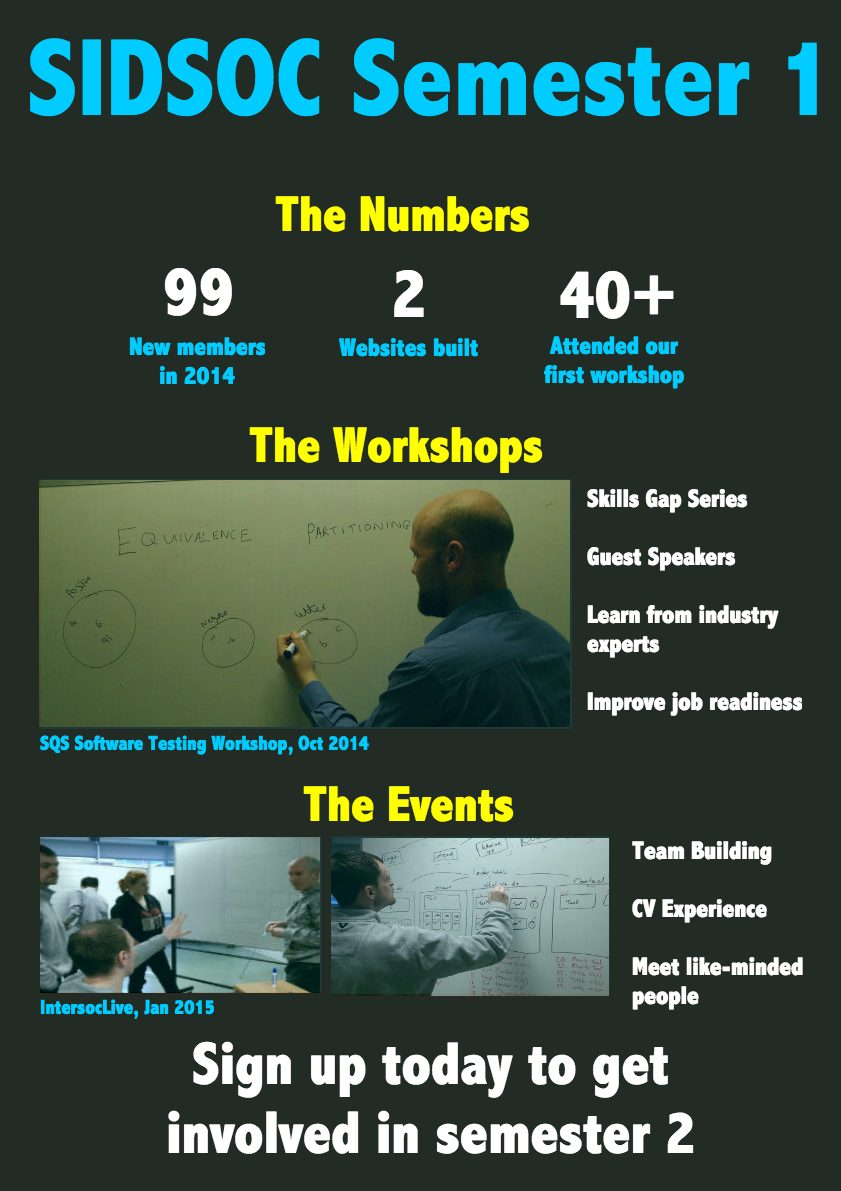 SIDSOC Semester 1
The Numbers
99
New members
in 2014
2
Websites built
40+
Attended our
first workshop
The Workshops
EQUIVALENCE PARTITIONING
Skills Gap Series
Guest Speakers
Learn from industry
experts
Improve job readiness
SQS Software Testing Workshop, Oct 2014
The Events
Team Building
CV Experience
Meet like-minded
people
IntersocLive, Jan 2015
Sign up today to get
involved in semester 2